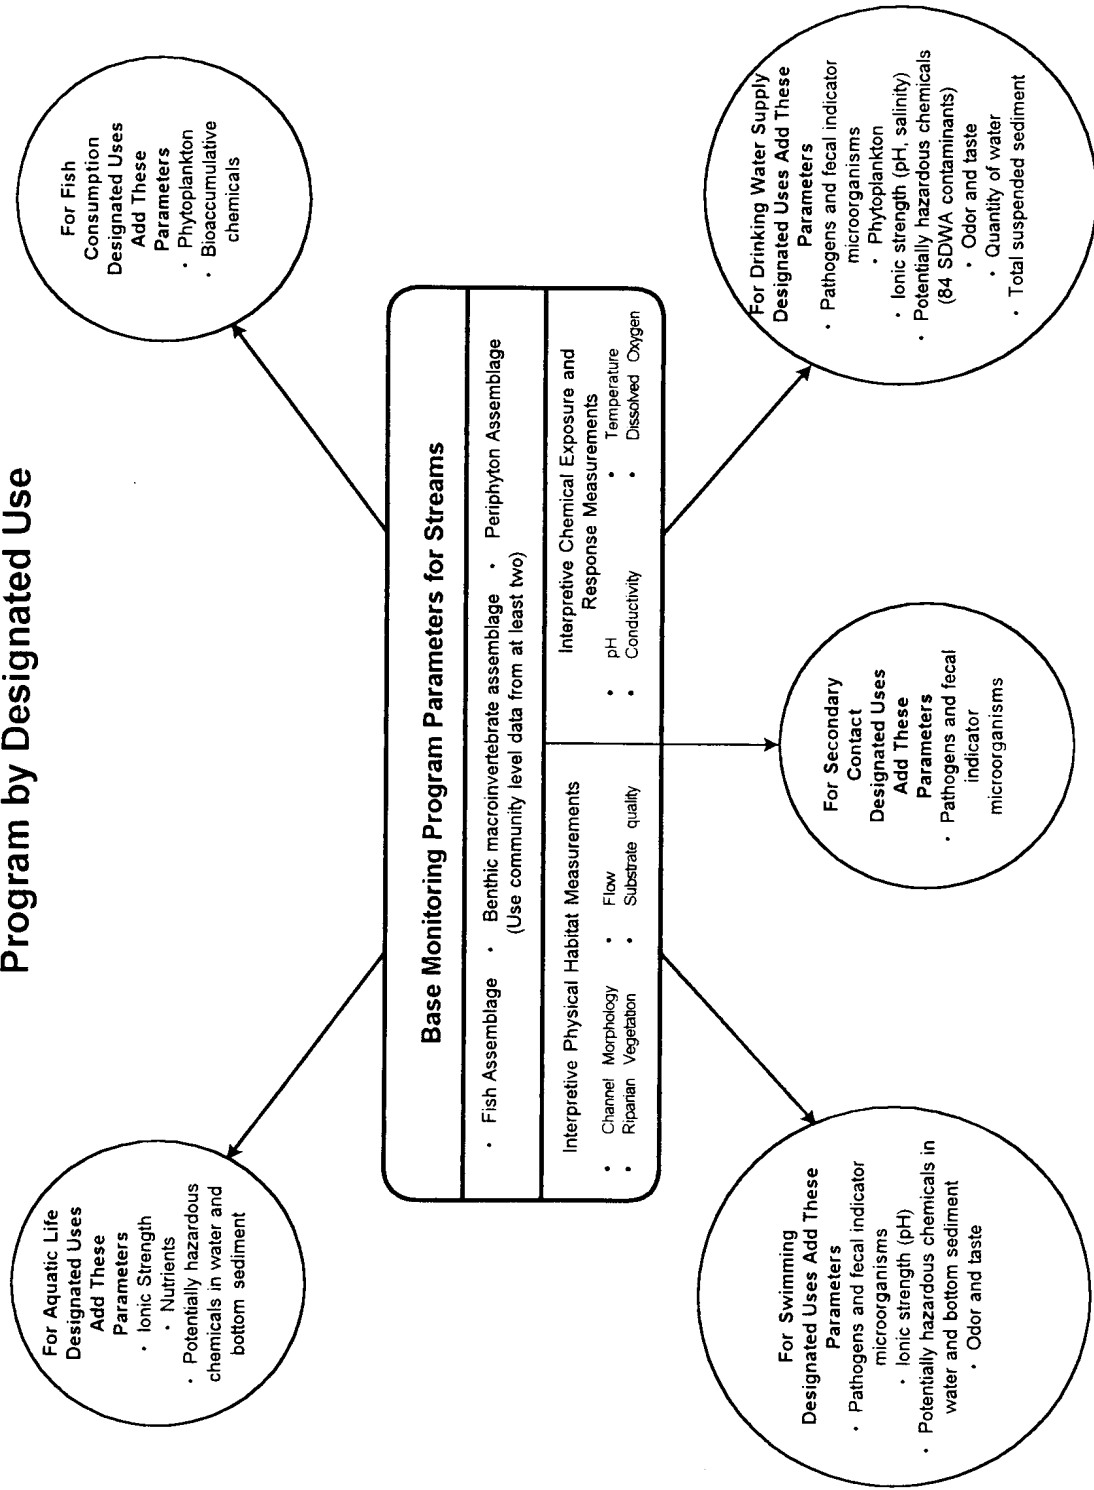 Program by Designated Use
For Aquatic Life
Designated Uses
Add These
Parameters
· Ionic Strength
· Nutrients
· Potentially hazardous
chemicals in water and
bottom sediment
For Fish
Consumption
Designated Uses
Add These
Parameters
· Phytoplankton
· Bioaccumulative
chemicals
Base Monitoring Program Parameters for Streams
· Fish Assemblage · Benthic macroinvertebrate assemblage · Periphyton Assemblage
(Use community level data from at least two)
Interpretive Physical Habitat Measurements
• Channel Morphology • Flow
• Riparian Vegetation • Substrate quality
Interpretive Chemical Exposure and
Response Measurements
• pH • Temperature
• Conductivity • Dissolved Oxygen
For Swimming
Designated Uses Add These
Parameters
· Pathogens and fecal indicator
microorganisms
· Ionic strength (pH)
· Potentially hazardous chemicals in
water and bottom sediment
· Odor and taste
For Secondary
Contact
Designated Uses
Add These
Parameters
· Pathogens and fecal
indicator
microorganisms
For Drinking Water Supply
Designated Uses Add These
Parameters
· Pathogens and fecal indicator
microorganisms
· Phytoplankton
· Ionic strength (pH, salinity)
· Potentially hazardous chemicals
(84 SDWA contaminants)
· Odor and taste
· Quantity of water
· Total suspended sediment